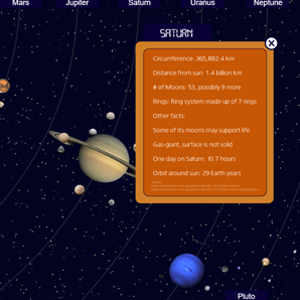 Mars Jupiter Saturn Uranus Neptune
SATURN
Circumference: 365,882.4 km
Distance from sun: 1.4 billion km
# of Moons: 53, possibly 9 more
Rings: Ring system made up of 7 rings
Other facts:
Some of its moons may support life
Gas-giant, surface is not solid
One day on Saturn: 10.7 hours
Orbit around sun: 29 Earth years
Pluto